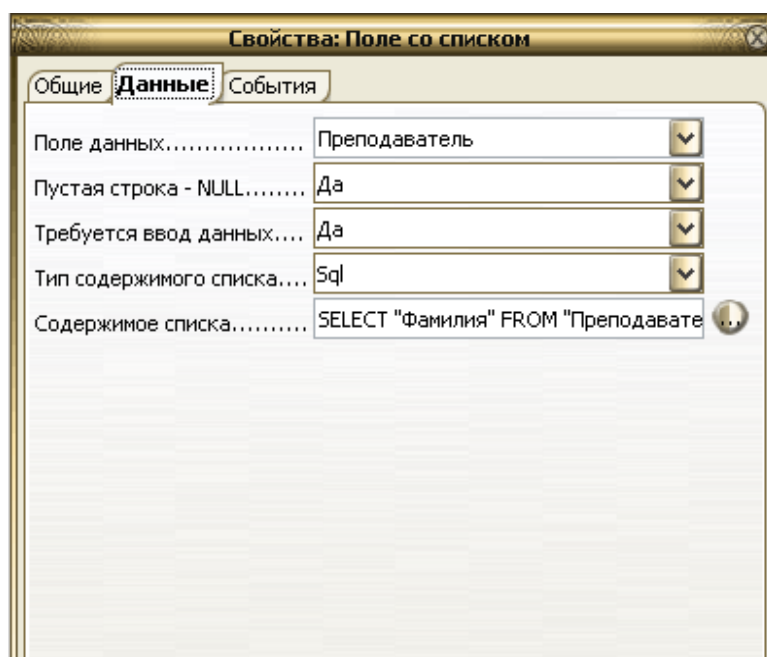 Свойства: Поле со списком
Общие Данные События
Поле данных.................. Преподаватель
Пустая строка - NULL........ Да
Требуется ввод данных.... Да
Тип содержимого списка.... Sql
Содержимое списка.......... SELECT "Фамилия" FROM "Преподавате ...